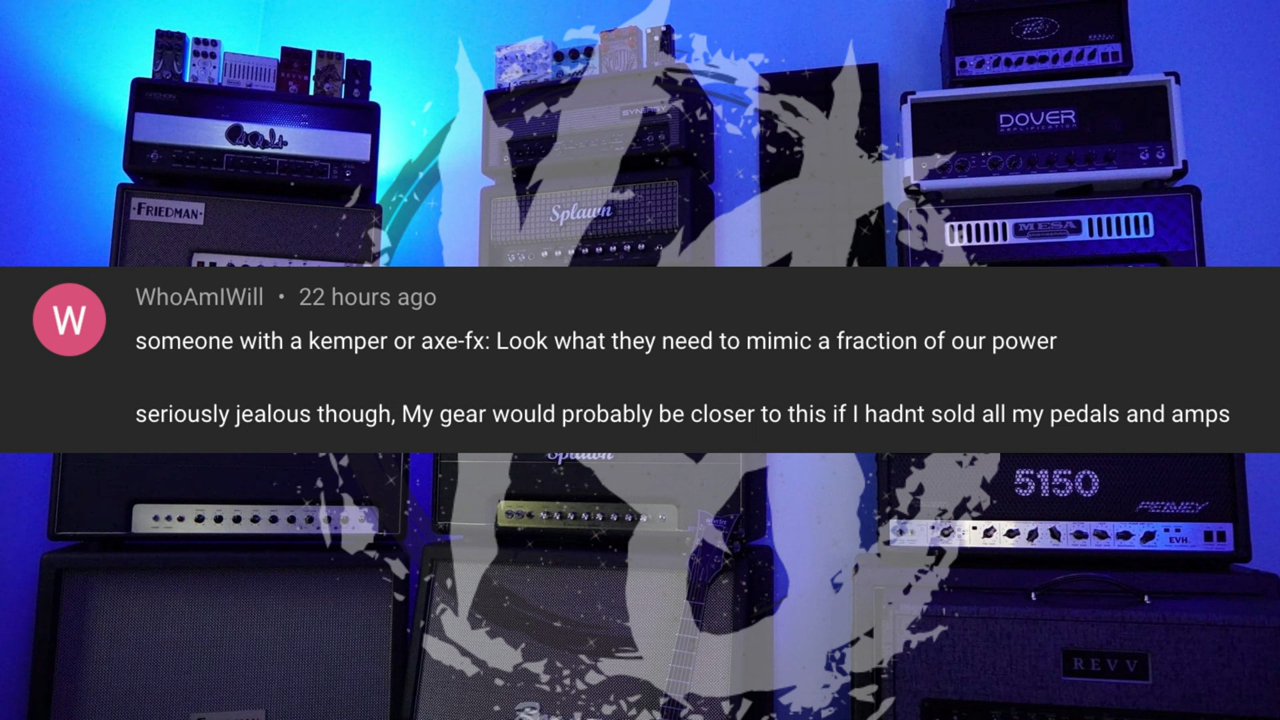 SYNERGY
DOVER
AMPLIFICATION
FRIEDMAN
Splawn
MESA
W
WhoAmIWill • 22 hours ago
someone with a kemper or axe-fx: Look what they need to mimic a fraction of our power
seriously jealous though, My gear would probably be closer to this if I hadnt sold all my pedals and amps
Splawn
5150
PEAVEY
EVH
REVV